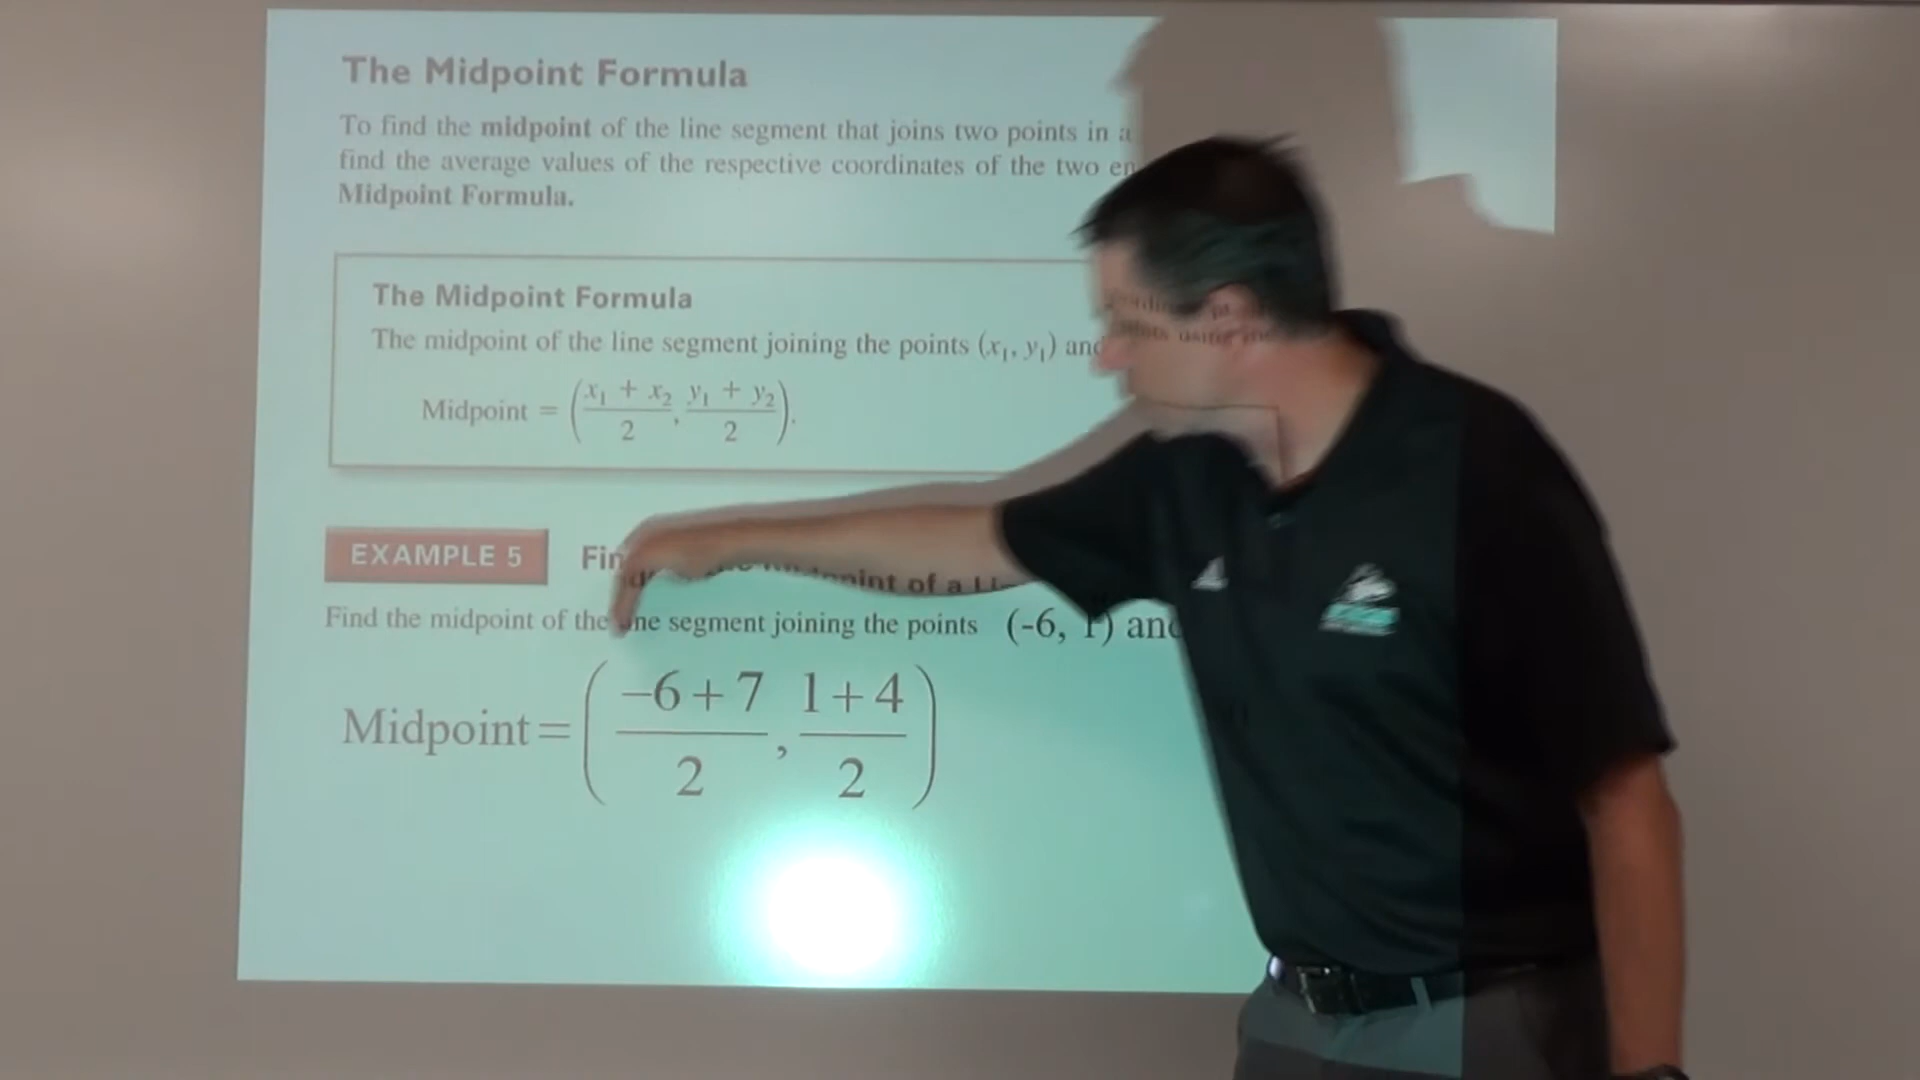 The Midpoint Formula
To find the midpoint of the line segment that joins two points in a
find the average values of the respective coordinates of the two
Midpoint Formula.
The Midpoint Formula
The midpoint of the line segment joining the points (x₁, y₁) and
Midpoint = ( (x₁ + x₂)/2 , (y₁ + y₂)/2 ).
EXAMPLE 5 of a
Find the midpoint of the segment joining the points (-6, 1) and
Midpoint = ( (−6+7)/2 , (1+4)/2 )